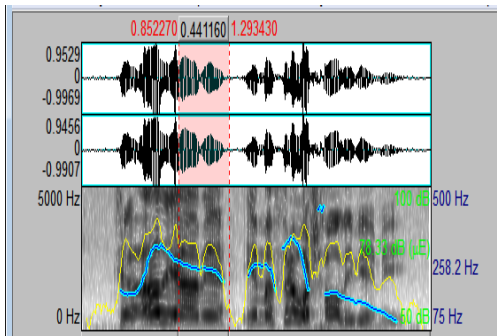 0.852270 0.441160 1.293430
0.9529
0
-0.9969
0.9456
0
-0.9907
5000 Hz 100 dB 500 Hz
78.33 dB (µE) 258.2 Hz
0 Hz 50 dB 75 Hz